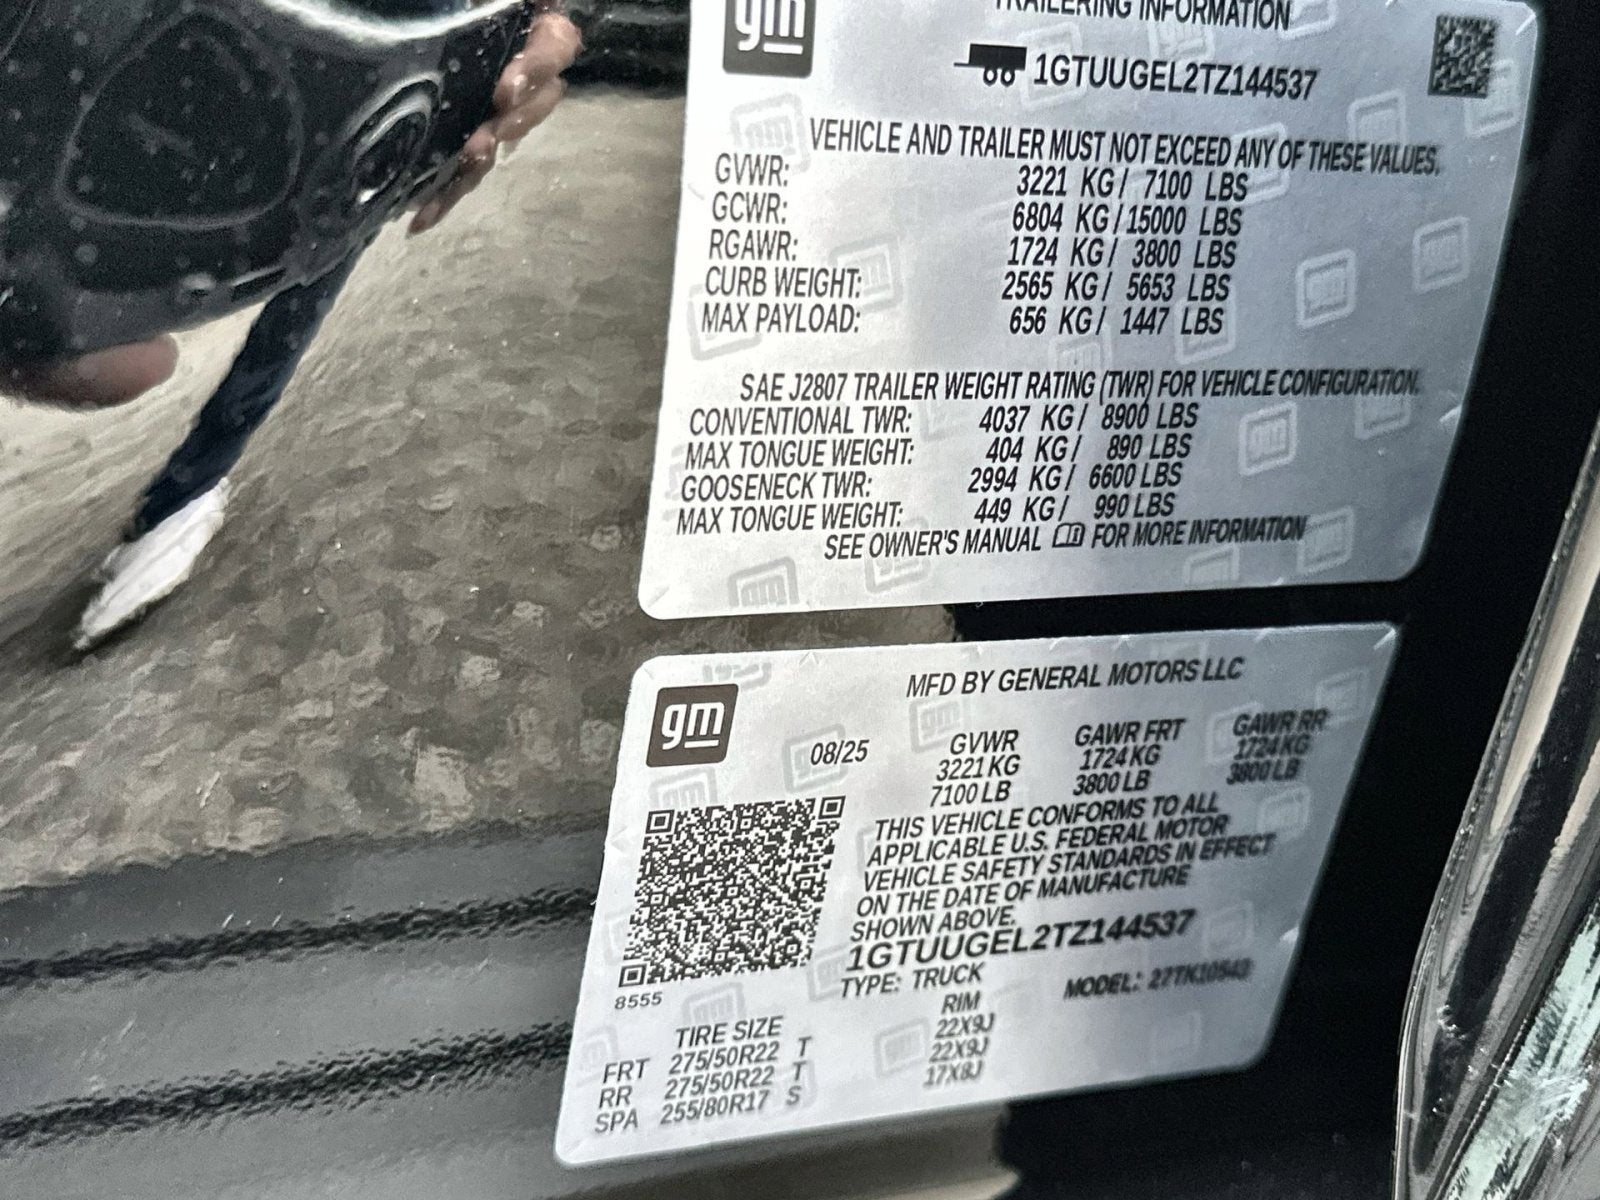 gm
TRAILERING INFORMATION
1GTUUGEL2TZ144537
VEHICLE AND TRAILER MUST NOT EXCEED ANY OF THESE VALUES.
GVWR: 3221 KG/ 7100 LBS
GCWR: 6804 KG/15000 LBS
RGAWR: 1724 KG/ 3800 LBS
CURB WEIGHT: 2565 KG/ 5653 LBS
MAX PAYLOAD: 656 KG/ 1447 LBS
SAE J2807 TRAILER WEIGHT RATING (TWR) FOR VEHICLE CONFIGURATION.
CONVENTIONAL TWR: 4037 KG/ 8900 LBS
MAX TONGUE WEIGHT: 404 KG/ 890 LBS
GOOSENECK TWR: 2994 KG/ 6600 LBS
MAX TONGUE WEIGHT: 449 KG/ 990 LBS
SEE OWNER'S MANUAL FOR MORE INFORMATION
gm
MFD BY GENERAL MOTORS LLC
08/25 GVWR GAWR FRT GAWR RR
3221 KG 1724 KG 1724 KG
7100 LB 3800 LB 3800 LB
THIS VEHICLE CONFORMS TO ALL
APPLICABLE U.S. FEDERAL MOTOR
VEHICLE SAFETY STANDARDS IN EFFECT
ON THE DATE OF MANUFACTURE
SHOWN ABOVE.
1GTUUGEL2TZ144537
8555
TYPE: TRUCK MODEL: 22TK10543
TIRE SIZE RIM
FRT 275/50R22 T 22X9J
RR 275/50R22 T 22X9J
SPA 255/80R17 S 17X8J